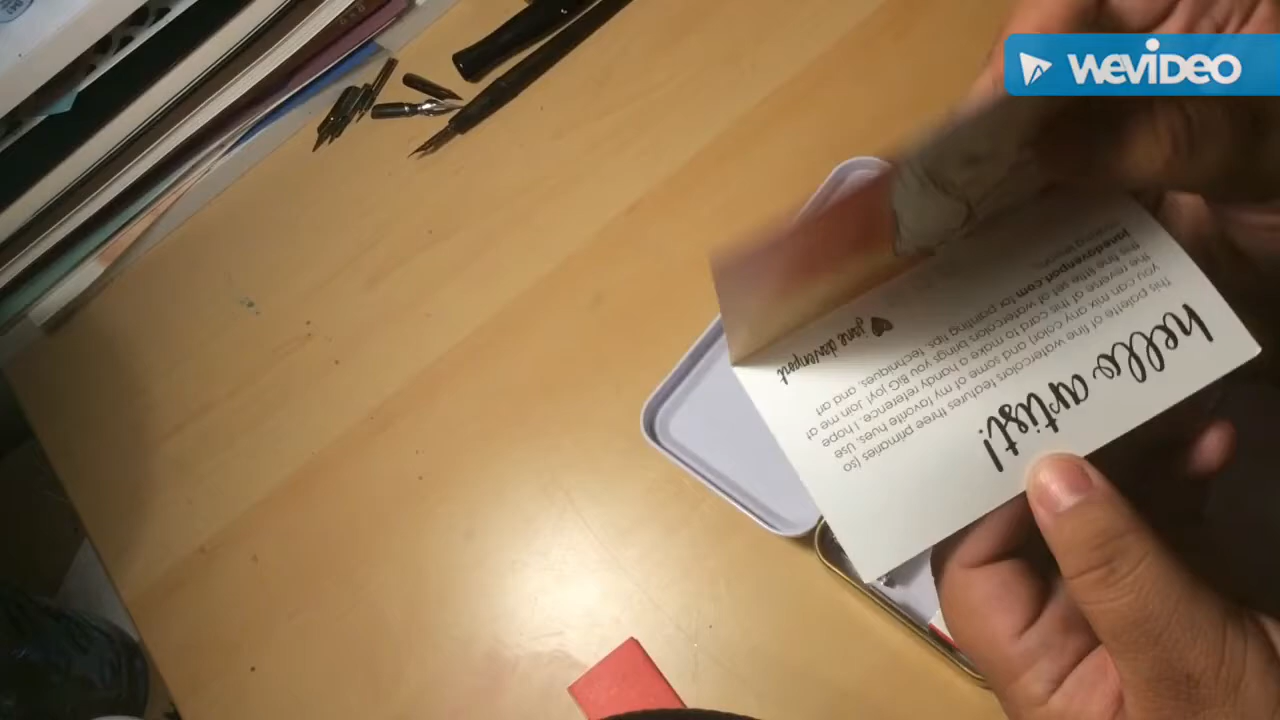 WEVIDEO
hello artist!
this palette of fine watercolors features three primaries (so
you can mix any color) and some of my favorite hues. Use
the reverse of this card to make a handy reference. I hope
this fine little set of watercolors brings you BIG joy! Join me at
janedavenport.com for painting tips, techniques, and art
jane davenport